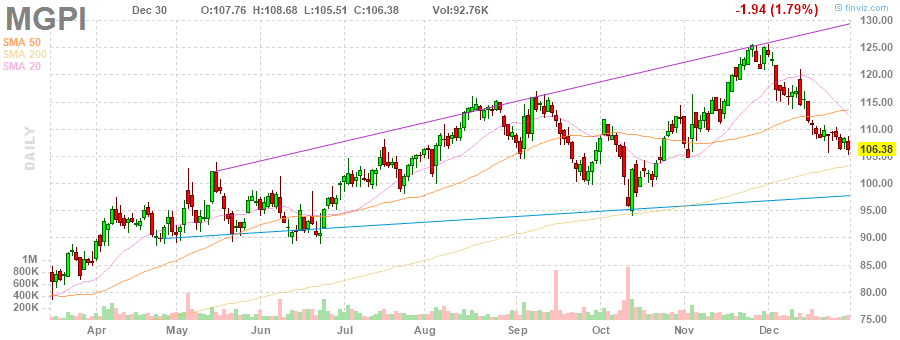 MGPI Dec 30 O:107.76 H:108.68 L:105.51 C:106.38 Vol:92.76K -1.94 (1.79%) finviz.com
SMA 50
SMA 200
SMA 20
DAILY
130.00
125.00
120.00
115.00
110.00
106.38
105.00
100.00
95.00
90.00
85.00
80.00
75.00
1M
800K
600K
400K
200K
Apr May Jun Jul Aug Sep Oct Nov Dec